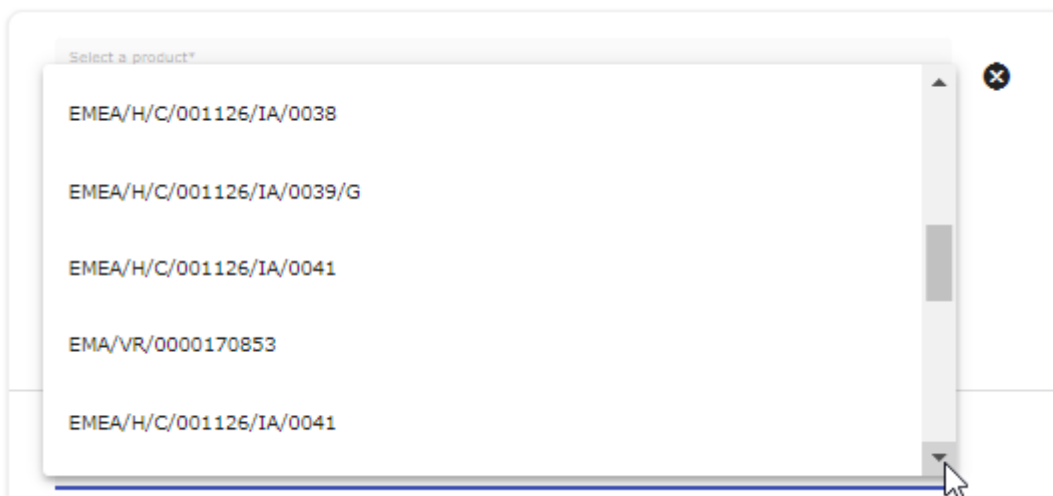 Select a product*
EMEA/H/C/001126/IA/0038
EMEA/H/C/001126/IA/0039/G
EMEA/H/C/001126/IA/0041
EMA/VR/0000170853
EMEA/H/C/001126/IA/0041